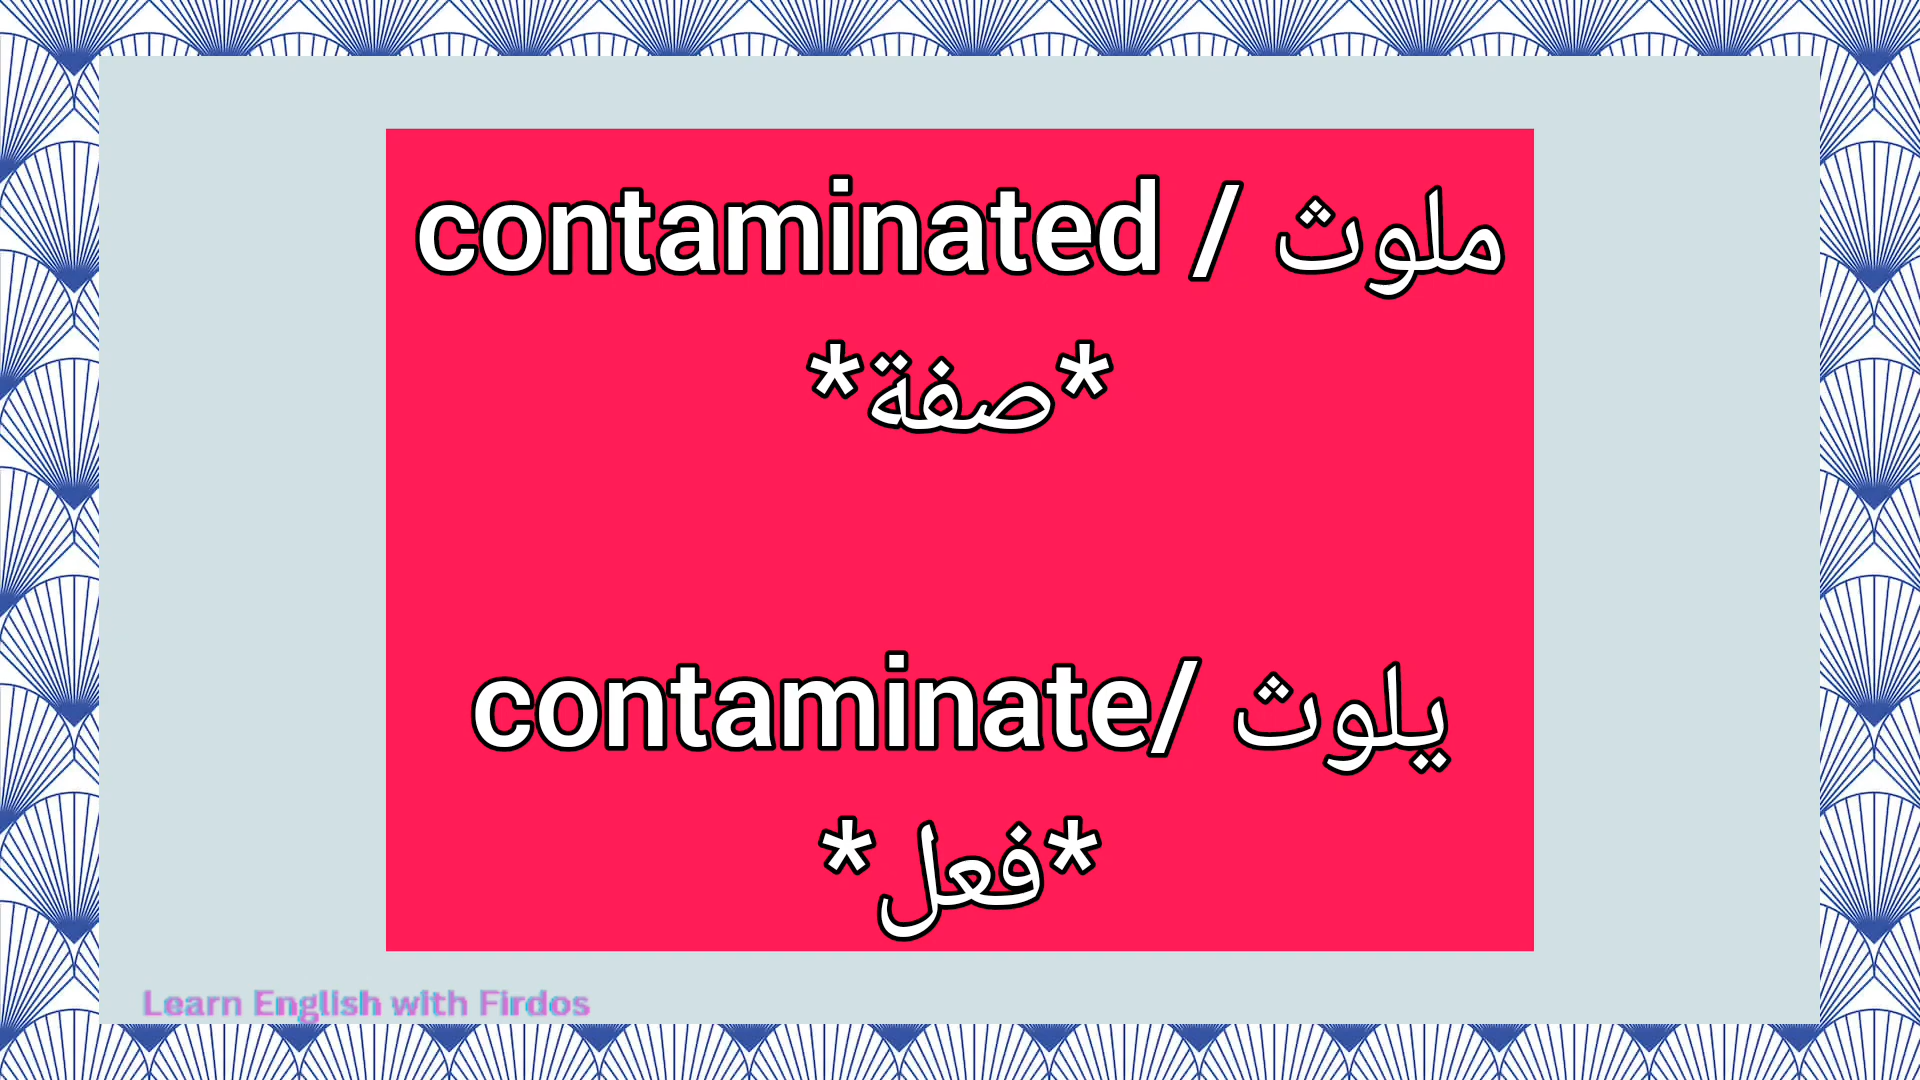 contaminated / ملوث
*صفة*
contaminate/ يلوث
*فعل*
Learn English with Firdos